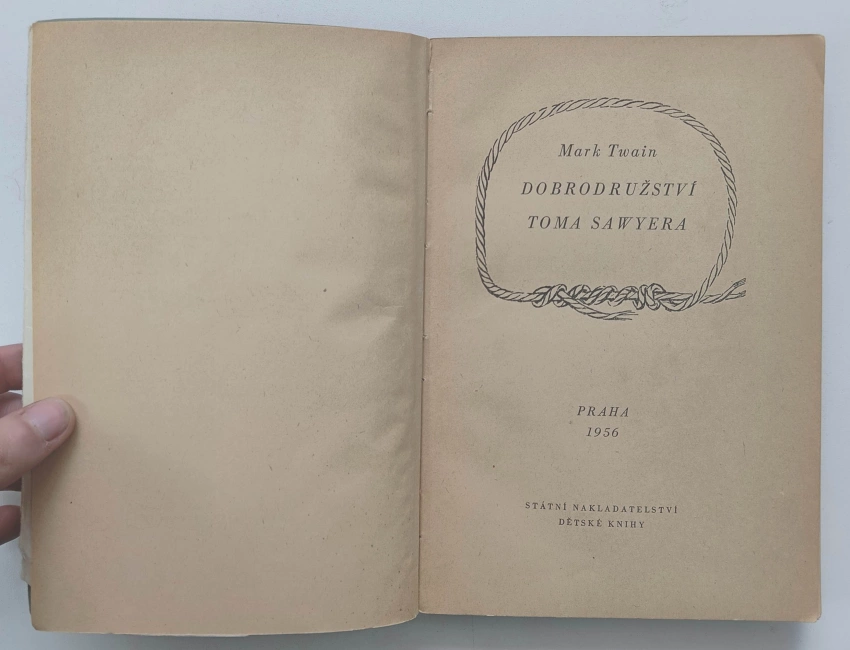 Mark Twain
DOBRODRUŽSTVÍ
TOMA SAWYERA
PRAHA
1956
STÁTNÍ NAKLADATELSTVÍ
DĚTSKÉ KNIHY